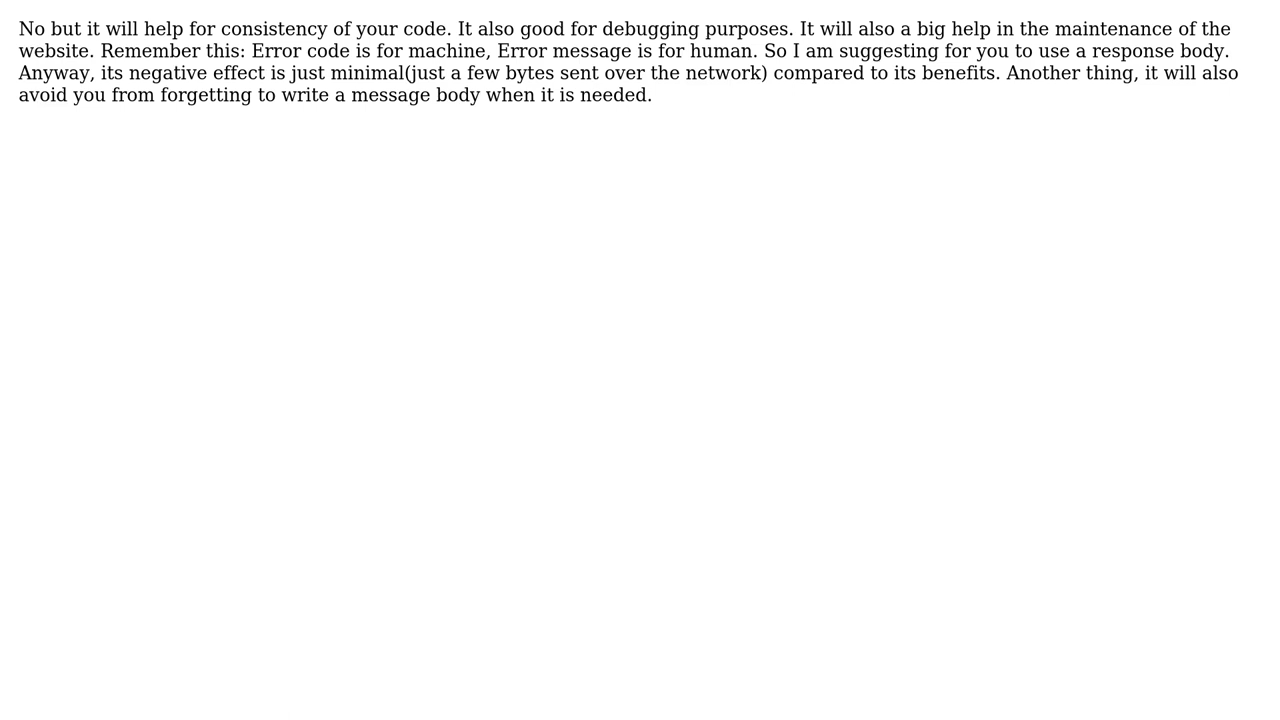 No but it will help for consistency of your code. It also good for debugging purposes. It will also a big help in the maintenance of the
website. Remember this: Error code is for machine, Error message is for human. So I am suggesting for you to use a response body.
Anyway, its negative effect is just minimal(just a few bytes sent over the network) compared to its benefits. Another thing, it will also
avoid you from forgetting to write a message body when it is needed.